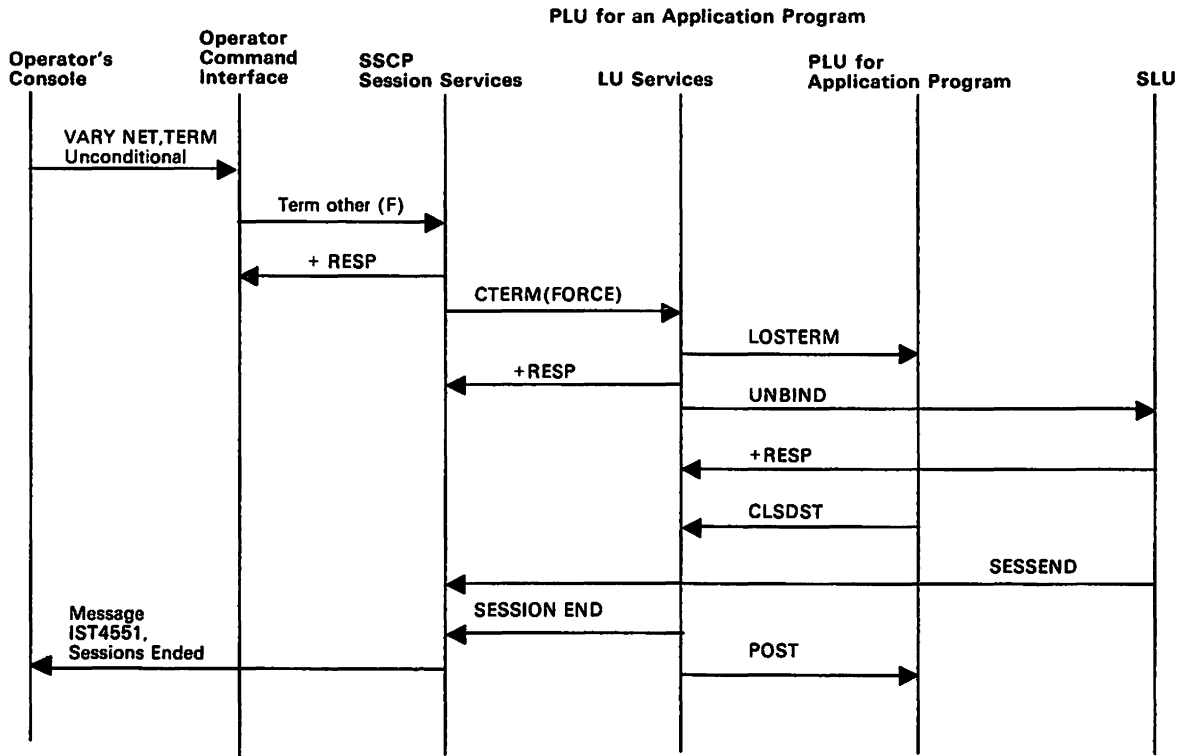 PLU for an Application Program
Operator's
Console
Operator
Command
Interface
SSCP
Session Services
LU Services
PLU for
Application Program
SLU
VARY NET,TERM
Unconditional
Term other (F)
+ RESP
CTERM(FORCE)
LOSTERM
+RESP
UNBIND
+RESP
CLSDST
SESSEND
SESSION END
Message
IST4551,
Sessions Ended
POST